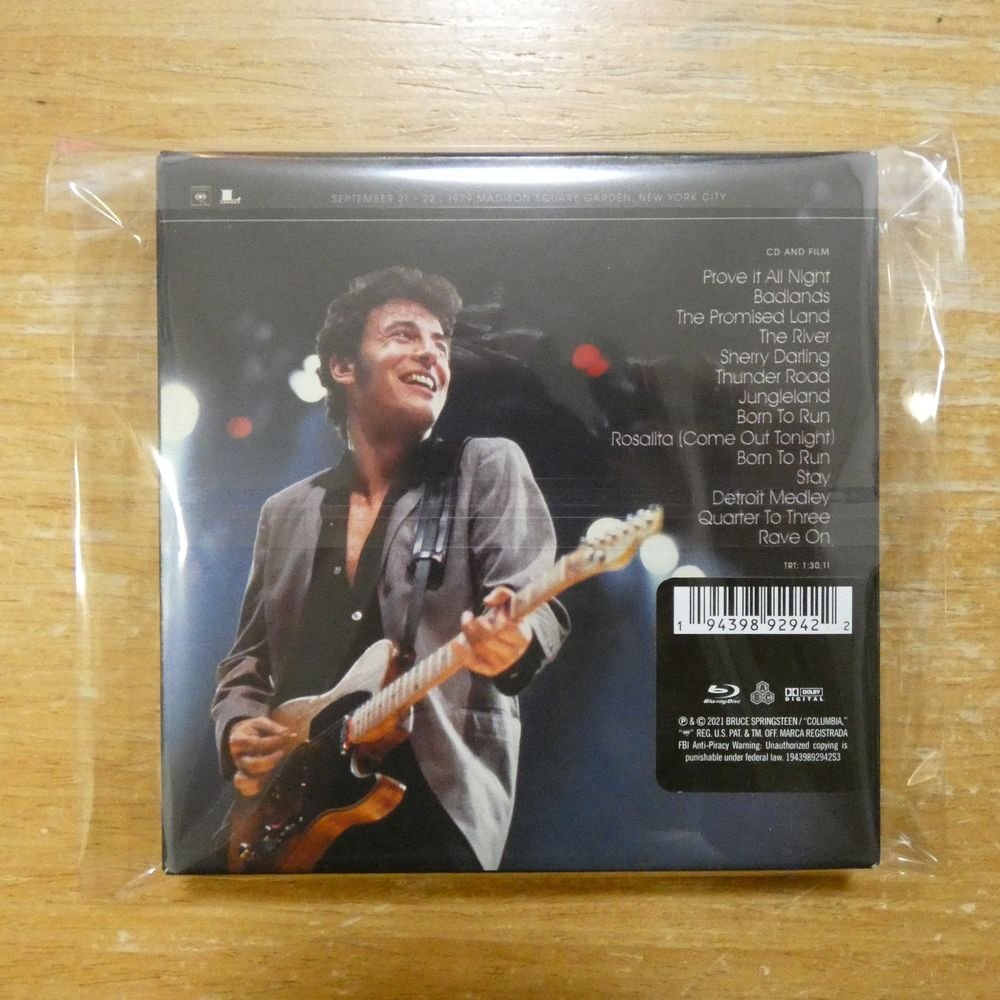 SEPTEMBER 21 - 22, 1979 MADISON SQUARE GARDEN, NEW YORK CITY
CD AND FILM
Prove it All Night
Badlands
The Promised Land
The River
Sherry Darling
Thunder Road
Jungleland
Born To Run
Rosalita (Come Out Tonight)
Born To Run
Stay
Detroit Medley
Quarter To Three
Rave On
TRT: 1:30:11
1 94398 92942 2
Blu-ray Disc
DOLBY
DIGITAL
℗ & © 2021 BRUCE SPRINGSTEEN / "COLUMBIA,"
" " REG. U.S. PAT. & TM. OFF. MARCA REGISTRADA
FBI Anti-Piracy Warning: Unauthorized copying is
punishable under federal law. 19439892942S3